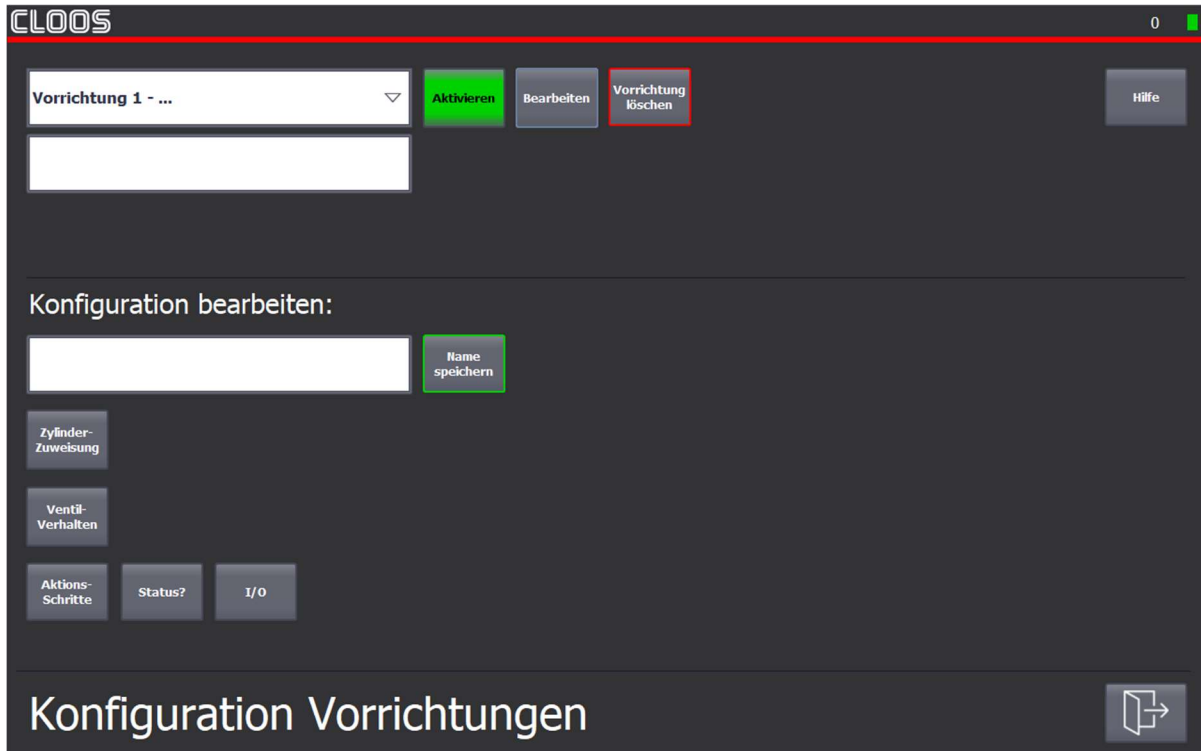 CLOOS
0
Vorrichtung 1 - ...
Aktivieren
Bearbeiten
Vorrichtung
löschen
Hilfe
Konfiguration bearbeiten:
Name
speichern
Zylinder-
Zuweisung
Ventil-
Verhalten
Aktions-
Schritte
Status?
I/O
Konfiguration Vorrichtungen